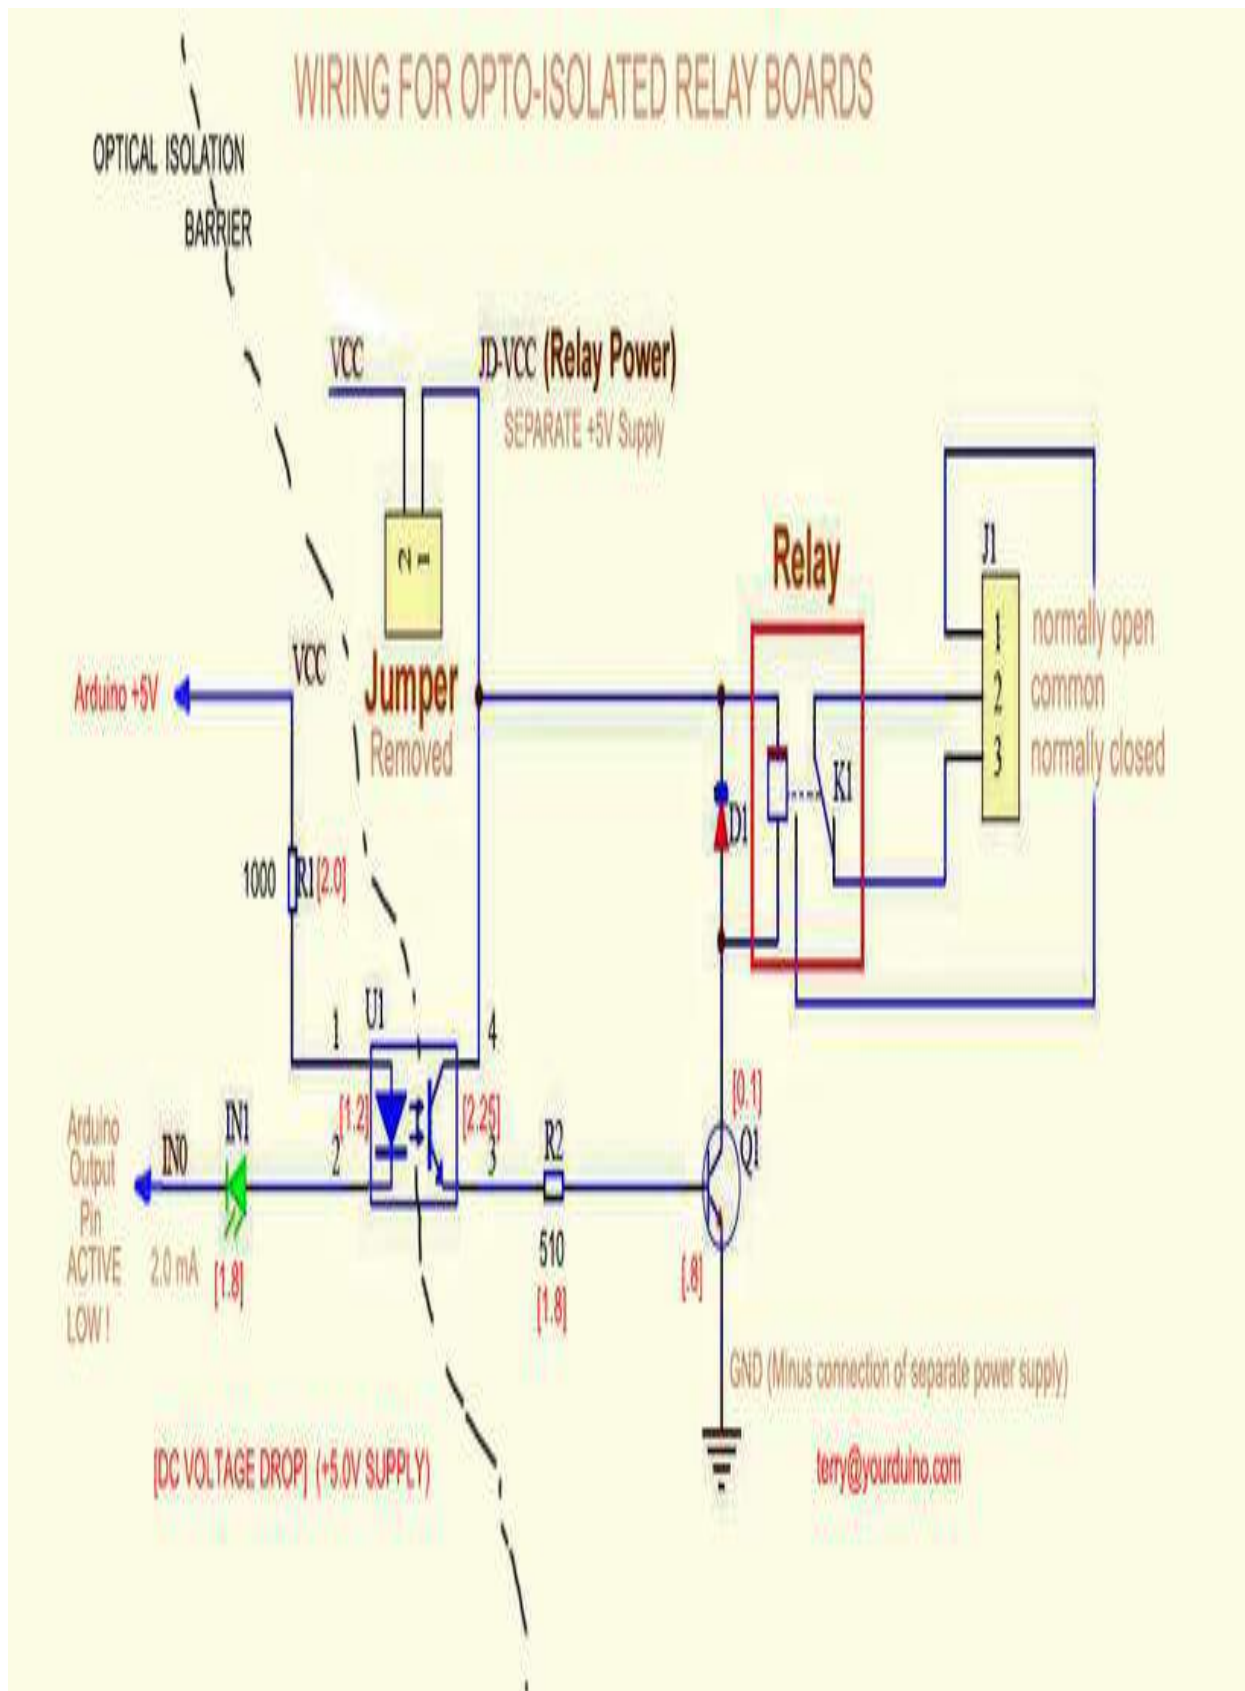 WIRING FOR OPTO-ISOLATED RELAY BOARDS
OPTICAL ISOLATION
BARRIER
VCC
JD-VCC (Relay Power)
SEPARATE +5V Supply
2
1
Jumper
Removed
Relay
J1
1
normally open
2
common
3
normally closed
K1
D1
Arduino +5V
VCC
1000
R1
[2.0]
U1
1
4
[1.2]
[2.25]
2
3
Arduino
Output
Pin
ACTIVE
LOW !
IN0
IN1
2.0 mA
[1.8]
R2
510
[1.8]
[0.1]
Q1
[.8]
GND (Minus connection of separate power supply)
[DC VOLTAGE DROP] (+5.0V SUPPLY)
terry@yourduino.com